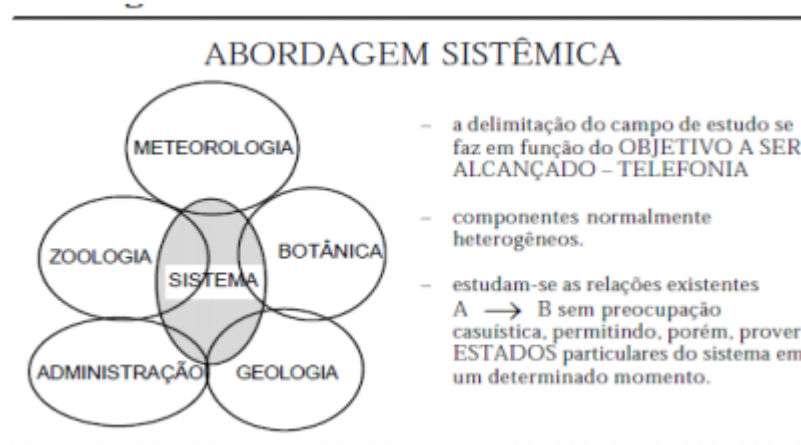 ABORDAGEM SISTÊMICA
METEOROLOGIA
ZOOLOGIA
BOTÂNICA
SISTEMA
ADMINISTRAÇÃO
GEOLOGIA
– a delimitação do campo de estudo se
faz em função do OBJETIVO A SER
ALCANÇADO – TELEFONIA
– componentes normalmente
heterogêneos.
– estudam-se as relações existentes
A → B sem preocupação
casuística, permitindo, porém, prover
ESTADOS particulares do sistema em
um determinado momento.